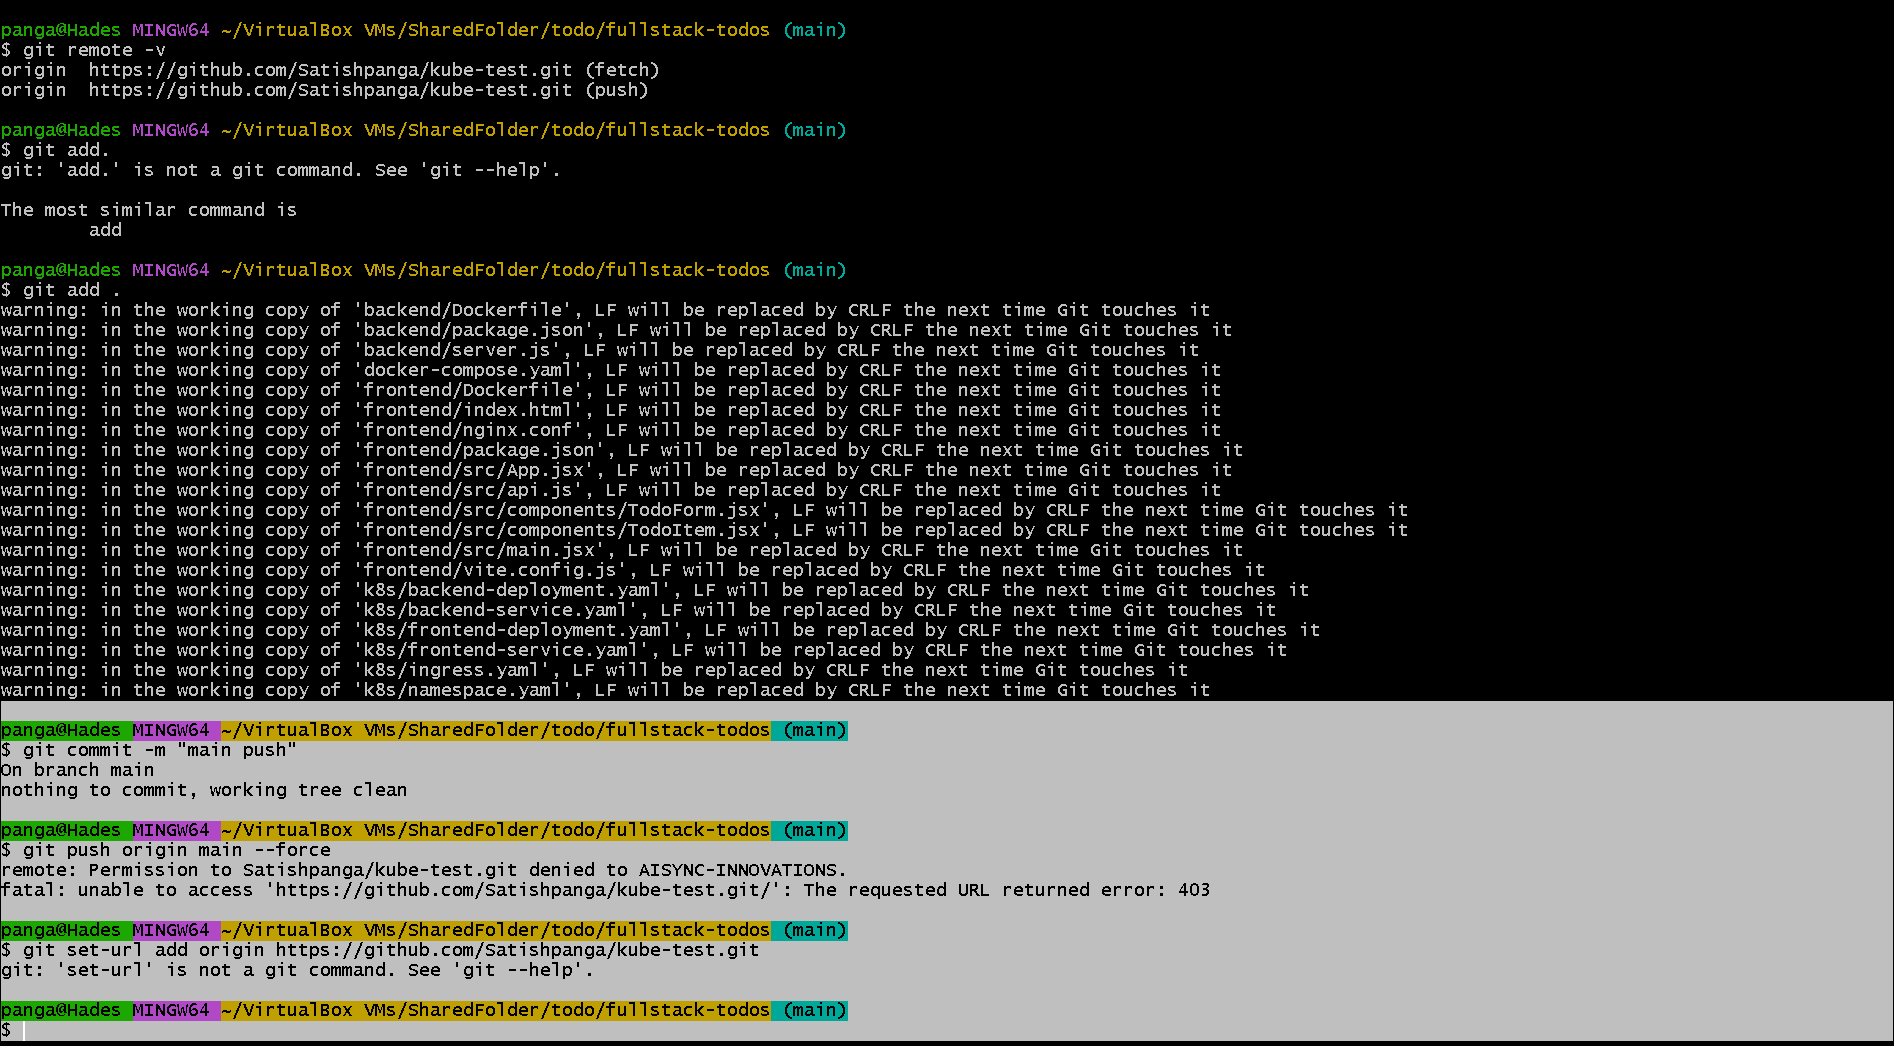 panga@Hades MINGW64 ~/VirtualBox VMs/SharedFolder/todo/fullstack-todos (main)
$ git remote -v
origin  https://github.com/Satishpanga/kube-test.git (fetch)
origin  https://github.com/Satishpanga/kube-test.git (push)
panga@Hades MINGW64 ~/VirtualBox VMs/SharedFolder/todo/fullstack-todos (main)
$ git add.
git: 'add.' is not a git command. See 'git --help'.
The most similar command is
        add
panga@Hades MINGW64 ~/VirtualBox VMs/SharedFolder/todo/fullstack-todos (main)
$ git add .
warning: in the working copy of 'backend/Dockerfile', LF will be replaced by CRLF the next time Git touches it
warning: in the working copy of 'backend/package.json', LF will be replaced by CRLF the next time Git touches it
warning: in the working copy of 'backend/server.js', LF will be replaced by CRLF the next time Git touches it
warning: in the working copy of 'docker-compose.yaml', LF will be replaced by CRLF the next time Git touches it
warning: in the working copy of 'frontend/Dockerfile', LF will be replaced by CRLF the next time Git touches it
warning: in the working copy of 'frontend/index.html', LF will be replaced by CRLF the next time Git touches it
warning: in the working copy of 'frontend/nginx.conf', LF will be replaced by CRLF the next time Git touches it
warning: in the working copy of 'frontend/package.json', LF will be replaced by CRLF the next time Git touches it
warning: in the working copy of 'frontend/src/App.jsx', LF will be replaced by CRLF the next time Git touches it
warning: in the working copy of 'frontend/src/api.js', LF will be replaced by CRLF the next time Git touches it
warning: in the working copy of 'frontend/src/components/TodoForm.jsx', LF will be replaced by CRLF the next time Git touches it
warning: in the working copy of 'frontend/src/components/TodoItem.jsx', LF will be replaced by CRLF the next time Git touches it
warning: in the working copy of 'frontend/src/main.jsx', LF will be replaced by CRLF the next time Git touches it
warning: in the working copy of 'frontend/vite.config.js', LF will be replaced by CRLF the next time Git touches it
warning: in the working copy of 'k8s/backend-deployment.yaml', LF will be replaced by CRLF the next time Git touches it
warning: in the working copy of 'k8s/backend-service.yaml', LF will be replaced by CRLF the next time Git touches it
warning: in the working copy of 'k8s/frontend-deployment.yaml', LF will be replaced by CRLF the next time Git touches it
warning: in the working copy of 'k8s/frontend-service.yaml', LF will be replaced by CRLF the next time Git touches it
warning: in the working copy of 'k8s/ingress.yaml', LF will be replaced by CRLF the next time Git touches it
warning: in the working copy of 'k8s/namespace.yaml', LF will be replaced by CRLF the next time Git touches it
panga@Hades MINGW64 ~/VirtualBox VMs/SharedFolder/todo/fullstack-todos (main)
$ git commit -m "main push"
On branch main
nothing to commit, working tree clean
panga@Hades MINGW64 ~/VirtualBox VMs/SharedFolder/todo/fullstack-todos (main)
$ git push origin main --force
remote: Permission to Satishpanga/kube-test.git denied to AISYNC-INNOVATIONS.
fatal: unable to access 'https://github.com/Satishpanga/kube-test.git/': The requested URL returned error: 403
panga@Hades MINGW64 ~/VirtualBox VMs/SharedFolder/todo/fullstack-todos (main)
$ git set-url add origin https://github.com/Satishpanga/kube-test.git
git: 'set-url' is not a git command. See 'git --help'.
panga@Hades MINGW64 ~/VirtualBox VMs/SharedFolder/todo/fullstack-todos (main)
$